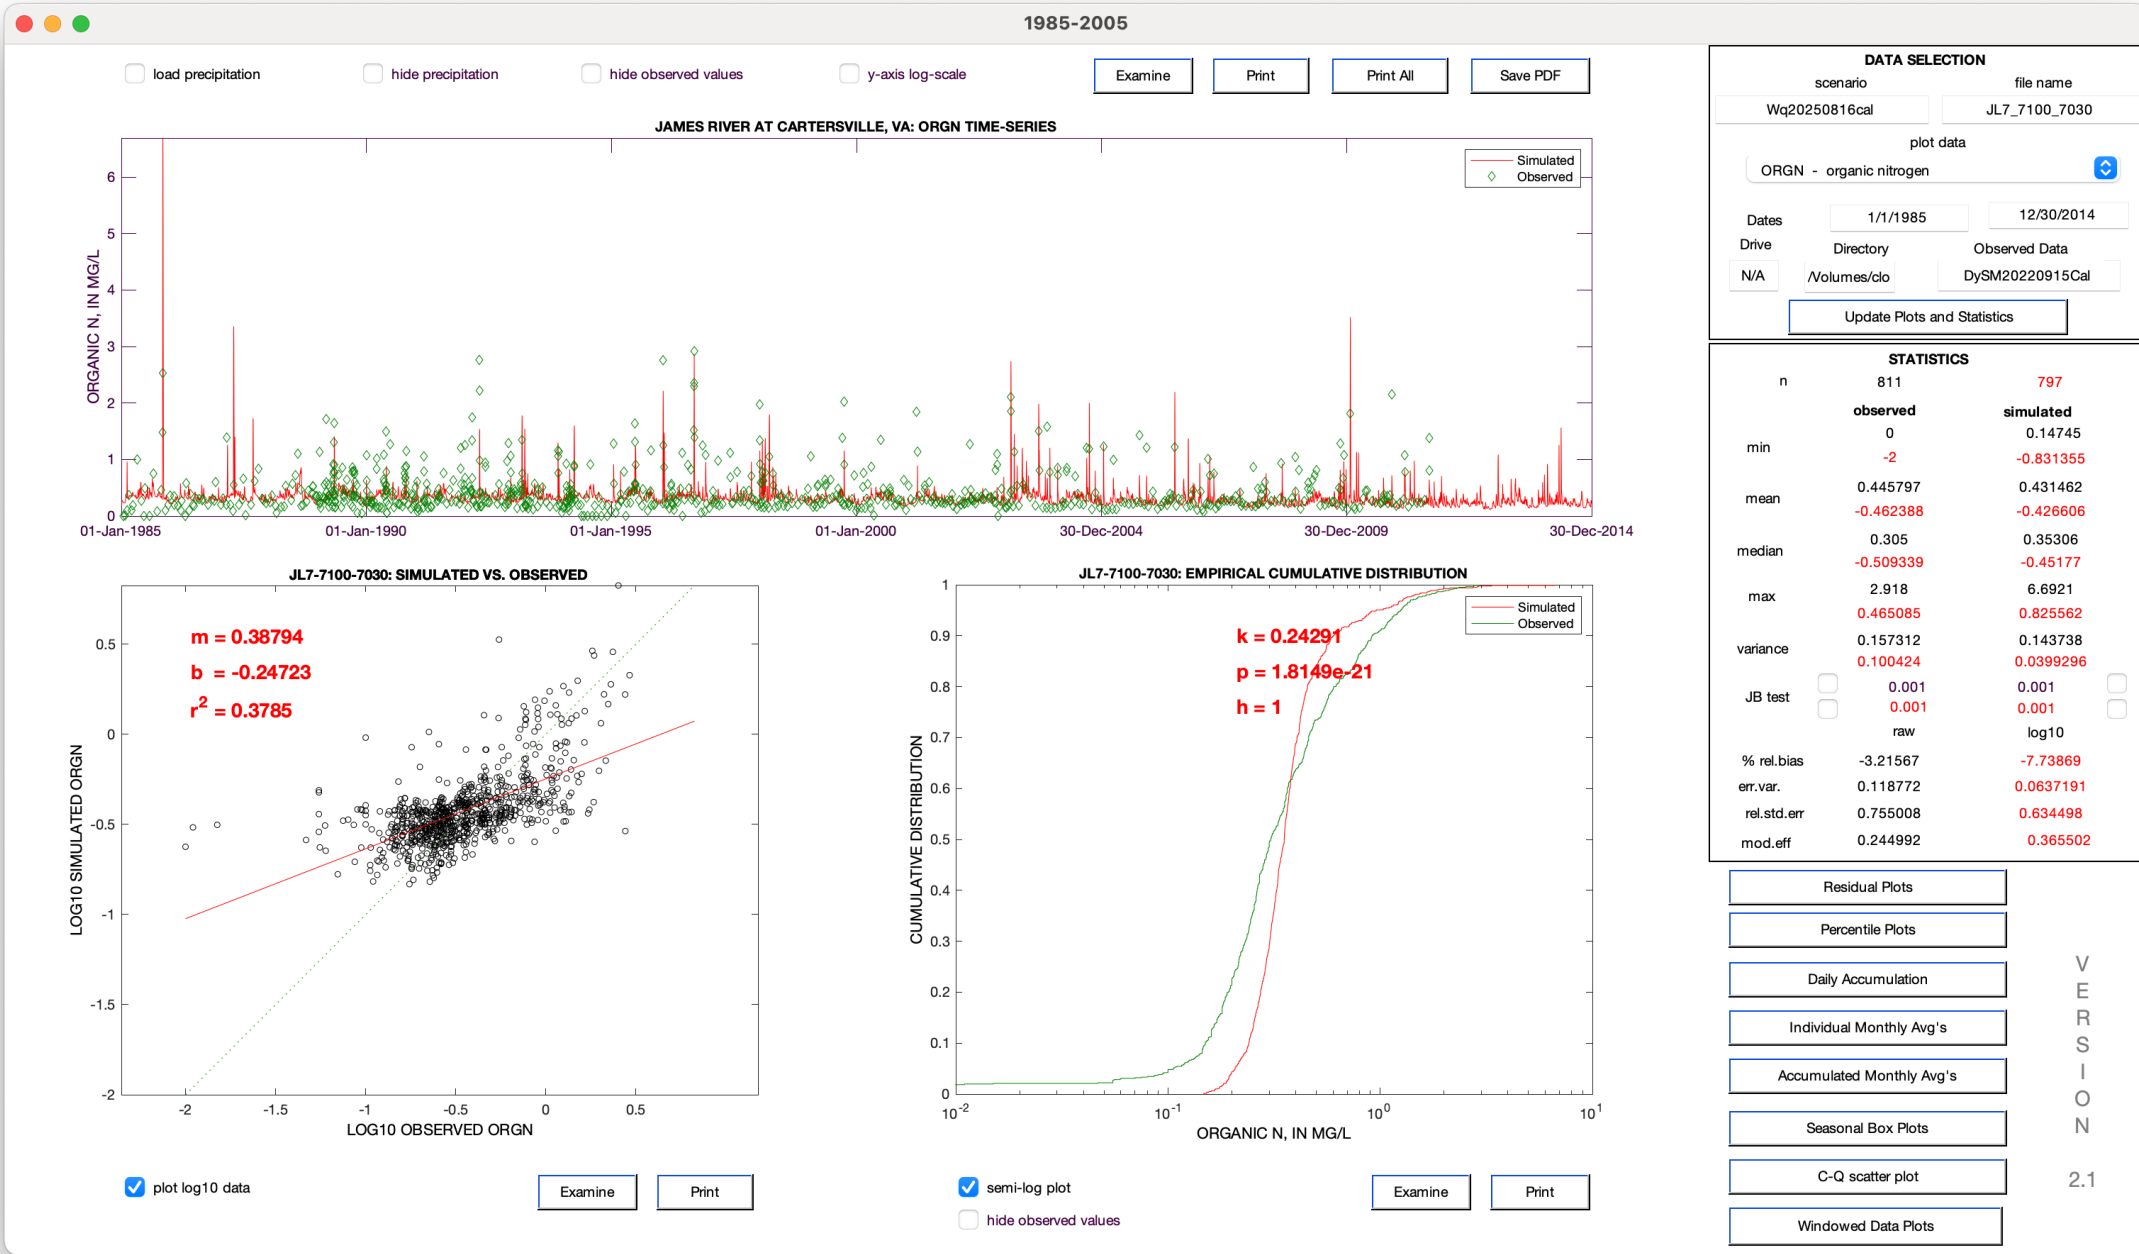 1985-2005
load precipitation
hide precipitation
hide observed values
y-axis log-scale
Examine
Print
Print All
Save PDF
JAMES RIVER AT CARTERSVILLE, VA: ORGN TIME-SERIES
ORGANIC N, IN MG/L
6
5
4
3
2
1
0
Simulated
Observed
01-Jan-1985
01-Jan-1990
01-Jan-1995
01-Jan-2000
30-Dec-2004
30-Dec-2009
30-Dec-2014
JL7-7100-7030: SIMULATED VS. OBSERVED
m = 0.38794
b = -0.24723
r2 = 0.3785
LOG10 SIMULATED ORGN
0.5
0
-0.5
-1
-1.5
-2
-2
-1.5
-1
-0.5
0
0.5
LOG10 OBSERVED ORGN
plot log10 data
Examine
Print
JL7-7100-7030: EMPIRICAL CUMULATIVE DISTRIBUTION
Simulated
Observed
k = 0.24291
p = 1.8149e-21
h = 1
CUMULATIVE DISTRIBUTION
1
0.9
0.8
0.7
0.6
0.5
0.4
0.3
0.2
0.1
0
10-2
10-1
100
101
ORGANIC N, IN MG/L
semi-log plot
hide observed values
Examine
Print
DATA SELECTION
scenario file name
Wq20250816cal JL7_7100_7030
plot data
ORGN - organic nitrogen
Dates 1/1/1985 12/30/2014
Drive Directory Observed Data
N/A /Volumes/clo DySM20220915Cal
Update Plots and Statistics
STATISTICS
n 811 797
observed simulated
min 0 0.14745
-2 -0.831355
mean 0.445797 0.431462
-0.462388 -0.426606
median 0.305 0.35306
-0.509339 -0.45177
max 2.918 6.6921
0.465085 0.825562
variance 0.157312 0.143738
0.100424 0.0399296
JB test 0.001 0.001
0.001 0.001
raw log10
% rel.bias -3.21567 -7.73869
err.var. 0.118772 0.0637191
rel.std.err 0.755008 0.634498
mod.eff 0.244992 0.365502
Residual Plots
Percentile Plots
Daily Accumulation
Individual Monthly Avg's
Accumulated Monthly Avg's
Seasonal Box Plots
C-Q scatter plot
Windowed Data Plots
VERSION
2.1